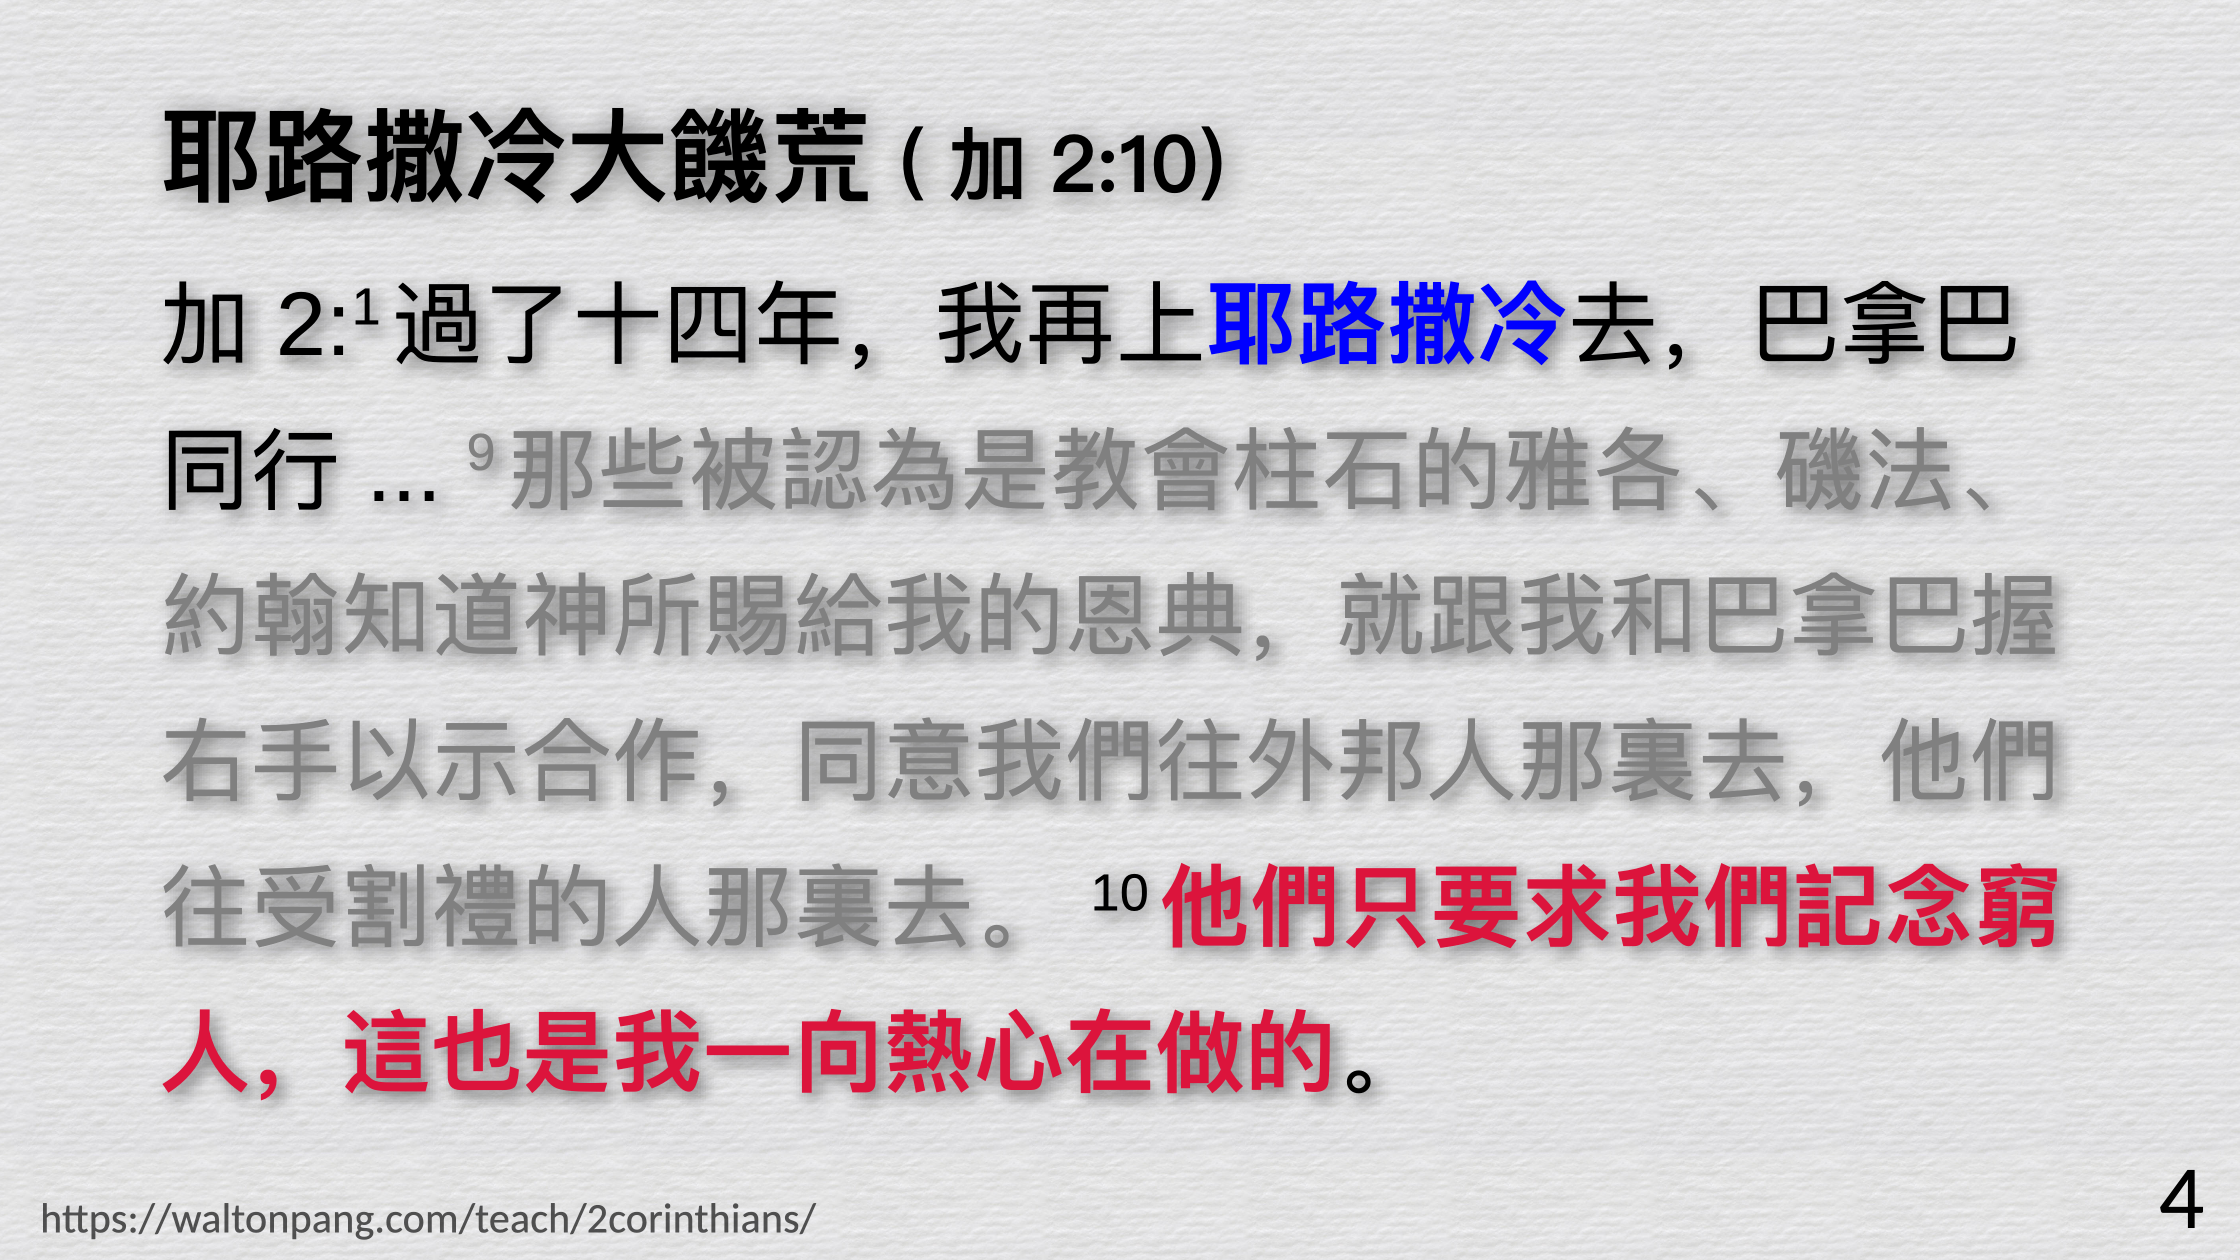 耶路撒冷大饑荒 ( 加 2:10)
加 2:1 過了十四年，我再上耶路撒冷去，巴拿巴
同行 ... 9 那些被認為是教會柱石的雅各、磯法、
約翰知道神所賜給我的恩典，就跟我和巴拿巴握
右手以示合作，同意我們往外邦人那裏去，他們
往受割禮的人那裏去。 10 他們只要求我們記念窮
人，這也是我一向熱心在做的。
https://waltonpang.com/teach/2corinthians/
4